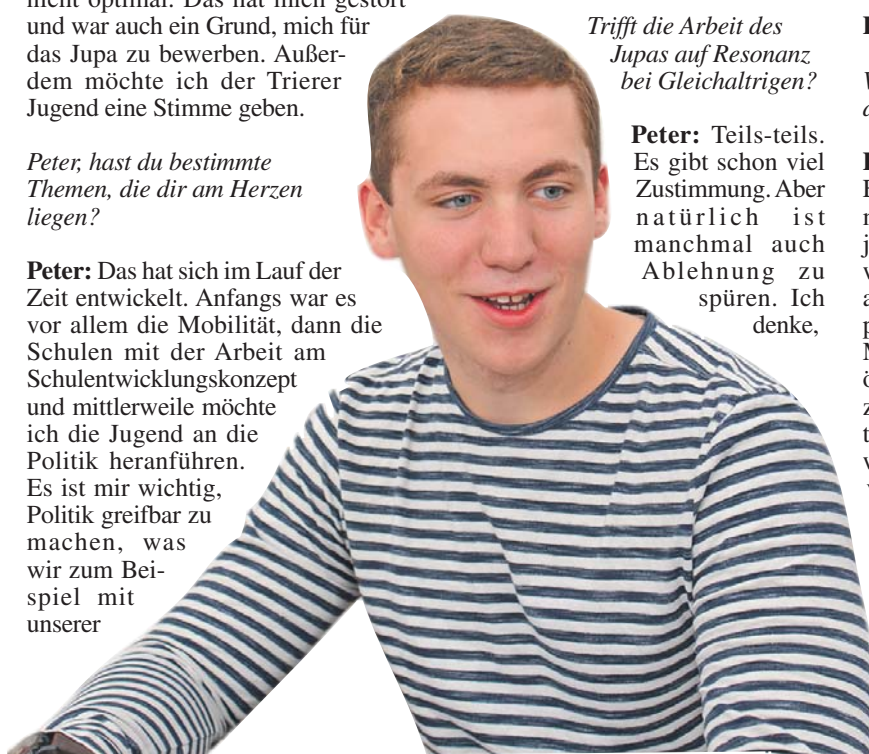 nicht optimal. Das hat mich gestört
und war auch ein Grund, mich für
das Jupa zu bewerben. Außer-
dem möchte ich der Trierer
Jugend eine Stimme geben.
Peter, hast du bestimmte
Themen, die dir am Herzen
liegen?
Peter: Das hat sich im Lauf der
Zeit entwickelt. Anfangs war es
vor allem die Mobilität, dann die
Schulen mit der Arbeit am
Schulentwicklungskonzept
und mittlerweile möchte
ich die Jugend an die
Politik heranführen.
Es ist mir wichtig,
Politik greifbar zu
machen, was
wir zum Bei-
spiel mit
unserer
Trifft die Arbeit des
Jupas auf Resonanz
bei Gleichaltrigen?
Peter: Teils-teils.
Es gibt schon viel
Zustimmung. Aber
natürlich ist
manchmal auch
Ablehnung zu
spüren. Ich
denke,